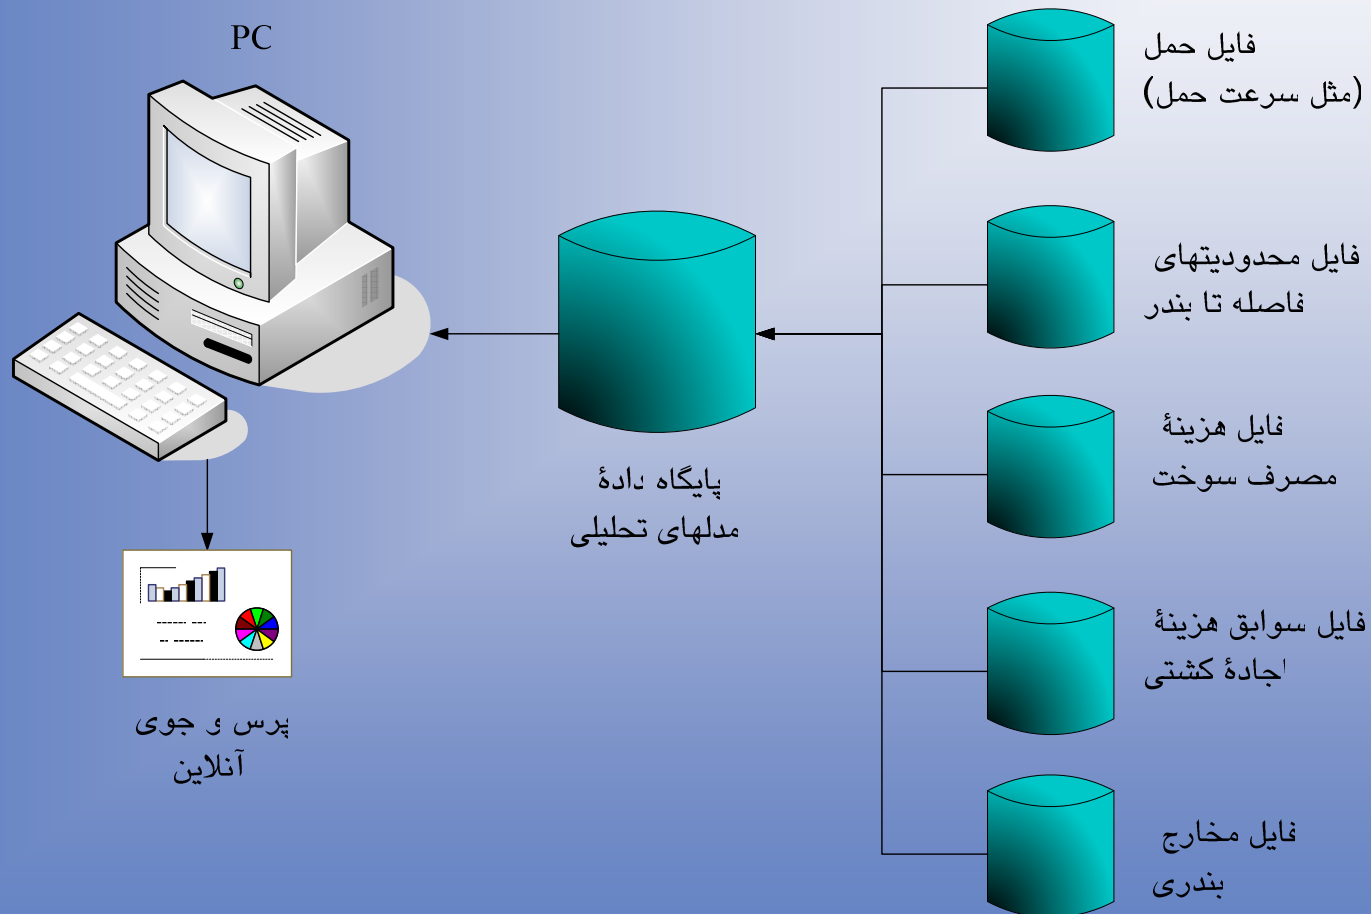 PC
فایل حمل
(مثل سرعت حمل)
فایل محدودیتهای
فاصله تا بندر
فایل هزینهٔ
مصرف سوخت
فایل سوابق هزینهٔ
اجادهٔ کشتی
فایل مخارج
بندری
پایگاه دادهٔ
مدلهای تحلیلی
پرس و جوی
آنلاین